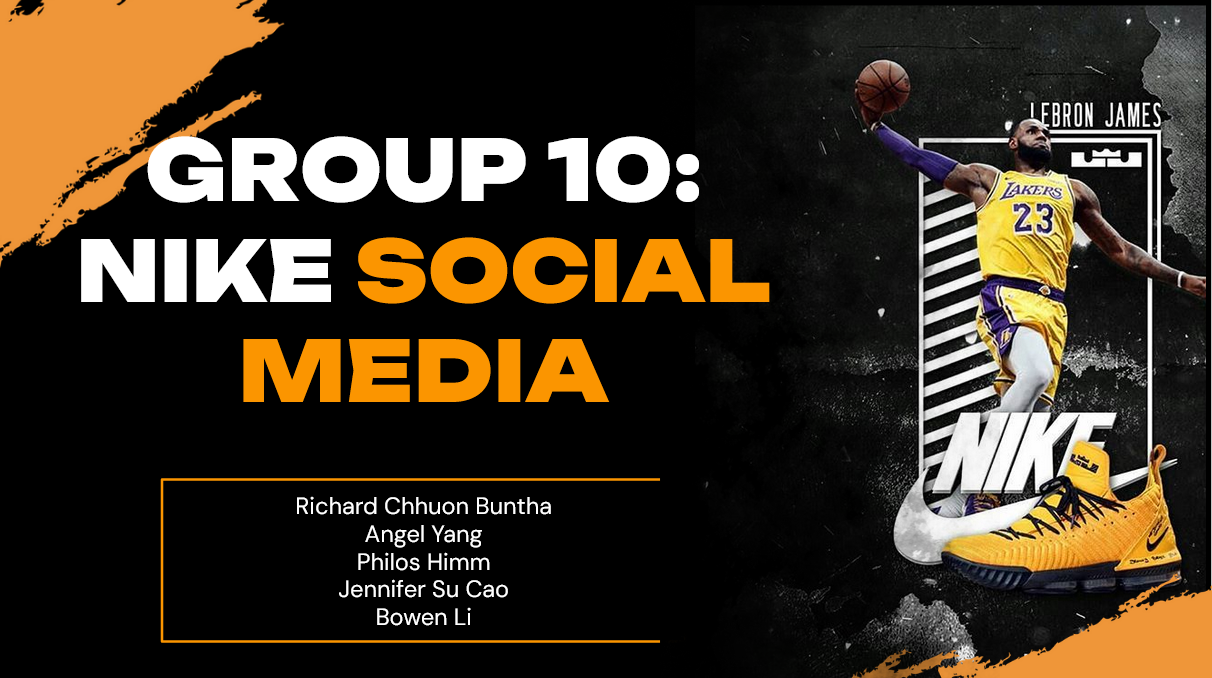 GROUP 10:
NIKE SOCIAL
MEDIA
Richard Chhuon Buntha
Angel Yang
Philos Himm
Jennifer Su Cao
Bowen Li
LEBRON JAMES
LAKERS
23
NIKE